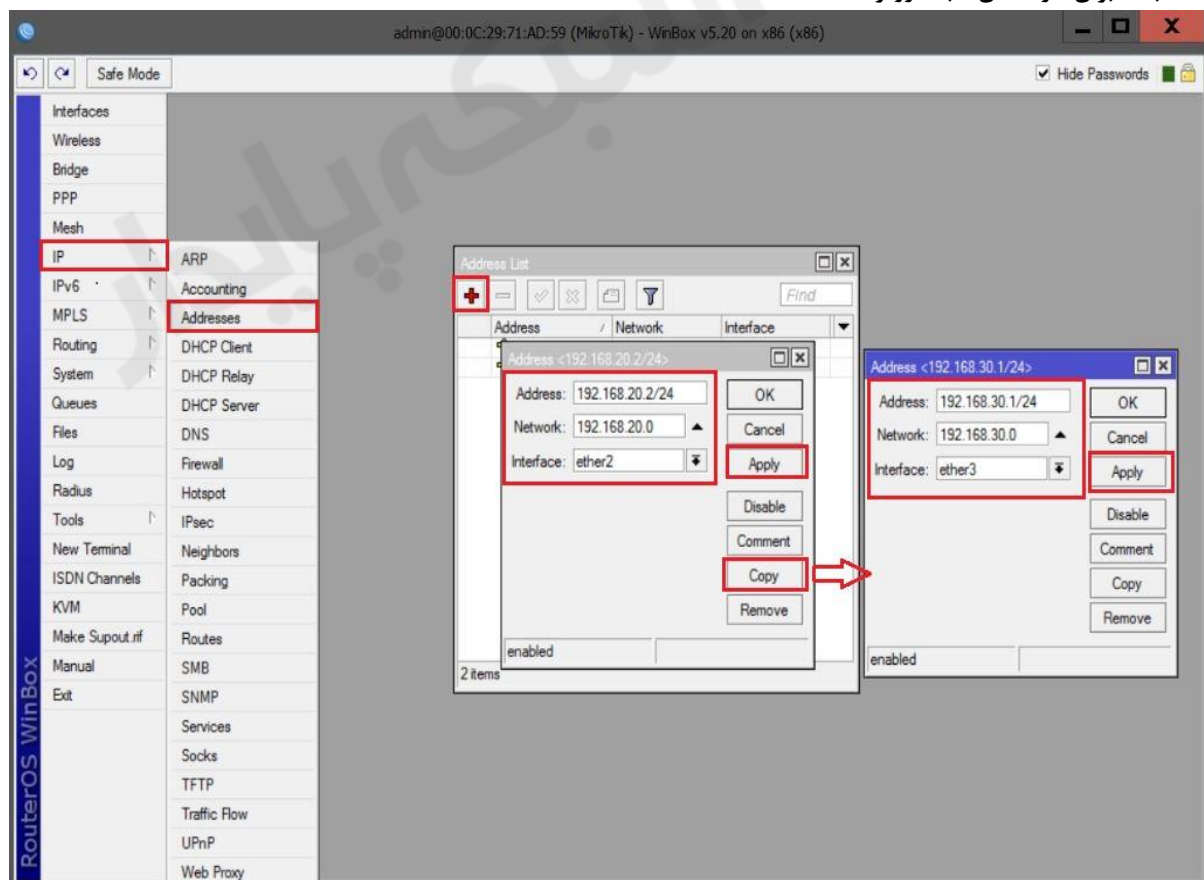 admin@00:0C:29:71:AD:59 (MikroTik) - WinBox v5.20 on x86 (x86)
Safe Mode
Hide Passwords
Interfaces
Wireless
Bridge
PPP
Mesh
IP
IPv6
MPLS
Routing
System
Queues
Files
Log
Radius
Tools
New Terminal
ISDN Channels
KVM
Make Supout.rif
Manual
Exit
RouterOS WinBox
ARP
Accounting
Addresses
DHCP Client
DHCP Relay
DHCP Server
DNS
Firewall
Hotspot
IPsec
Neighbors
Packing
Pool
Routes
SMB
SNMP
Services
Socks
TFTP
Traffic Flow
UPnP
Web Proxy
Address List
Find
Address / Network Interface
Address <192.168.20.2/24>
Address: 192.168.20.2/24
Network: 192.168.20.0
Interface: ether2
OK
Cancel
Apply
Disable
Comment
Copy
Remove
enabled
2 items
Address <192.168.30.1/24>
Address: 192.168.30.1/24
Network: 192.168.30.0
Interface: ether3
OK
Cancel
Apply
Disable
Comment
Copy
Remove
enabled
شبکه پایدار